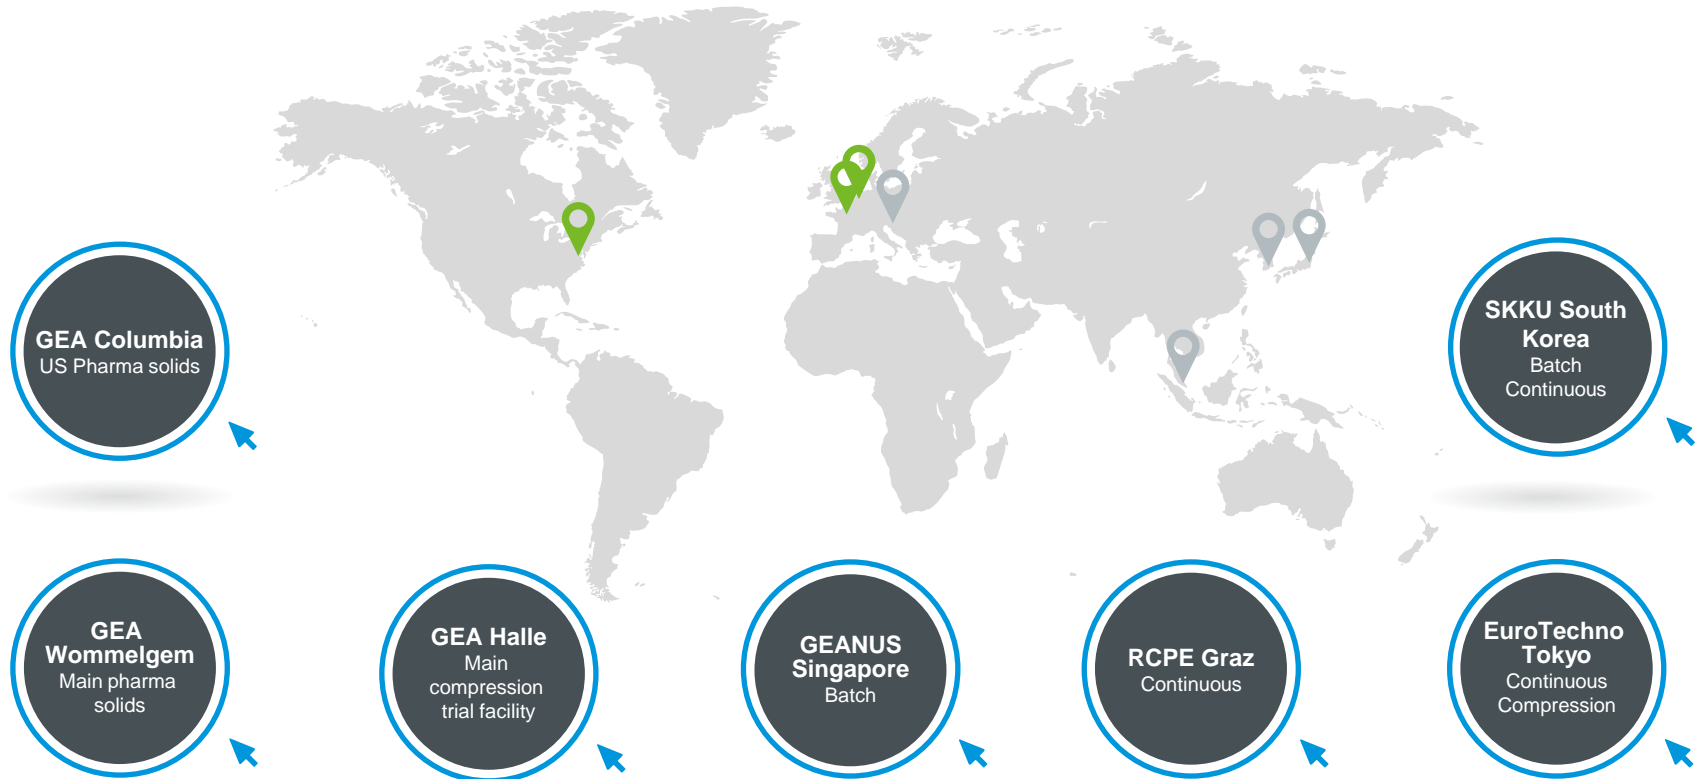 GEA Columbia
US Pharma solids
SKKU South
Korea
Batch
Continuous
GEA
Wommelgem
Main pharma
solids
GEA Halle
Main
compression
trial facility
GEANUS
Singapore
Batch
RCPE Graz
Continuous
EuroTechno
Tokyo
Continuous
Compression